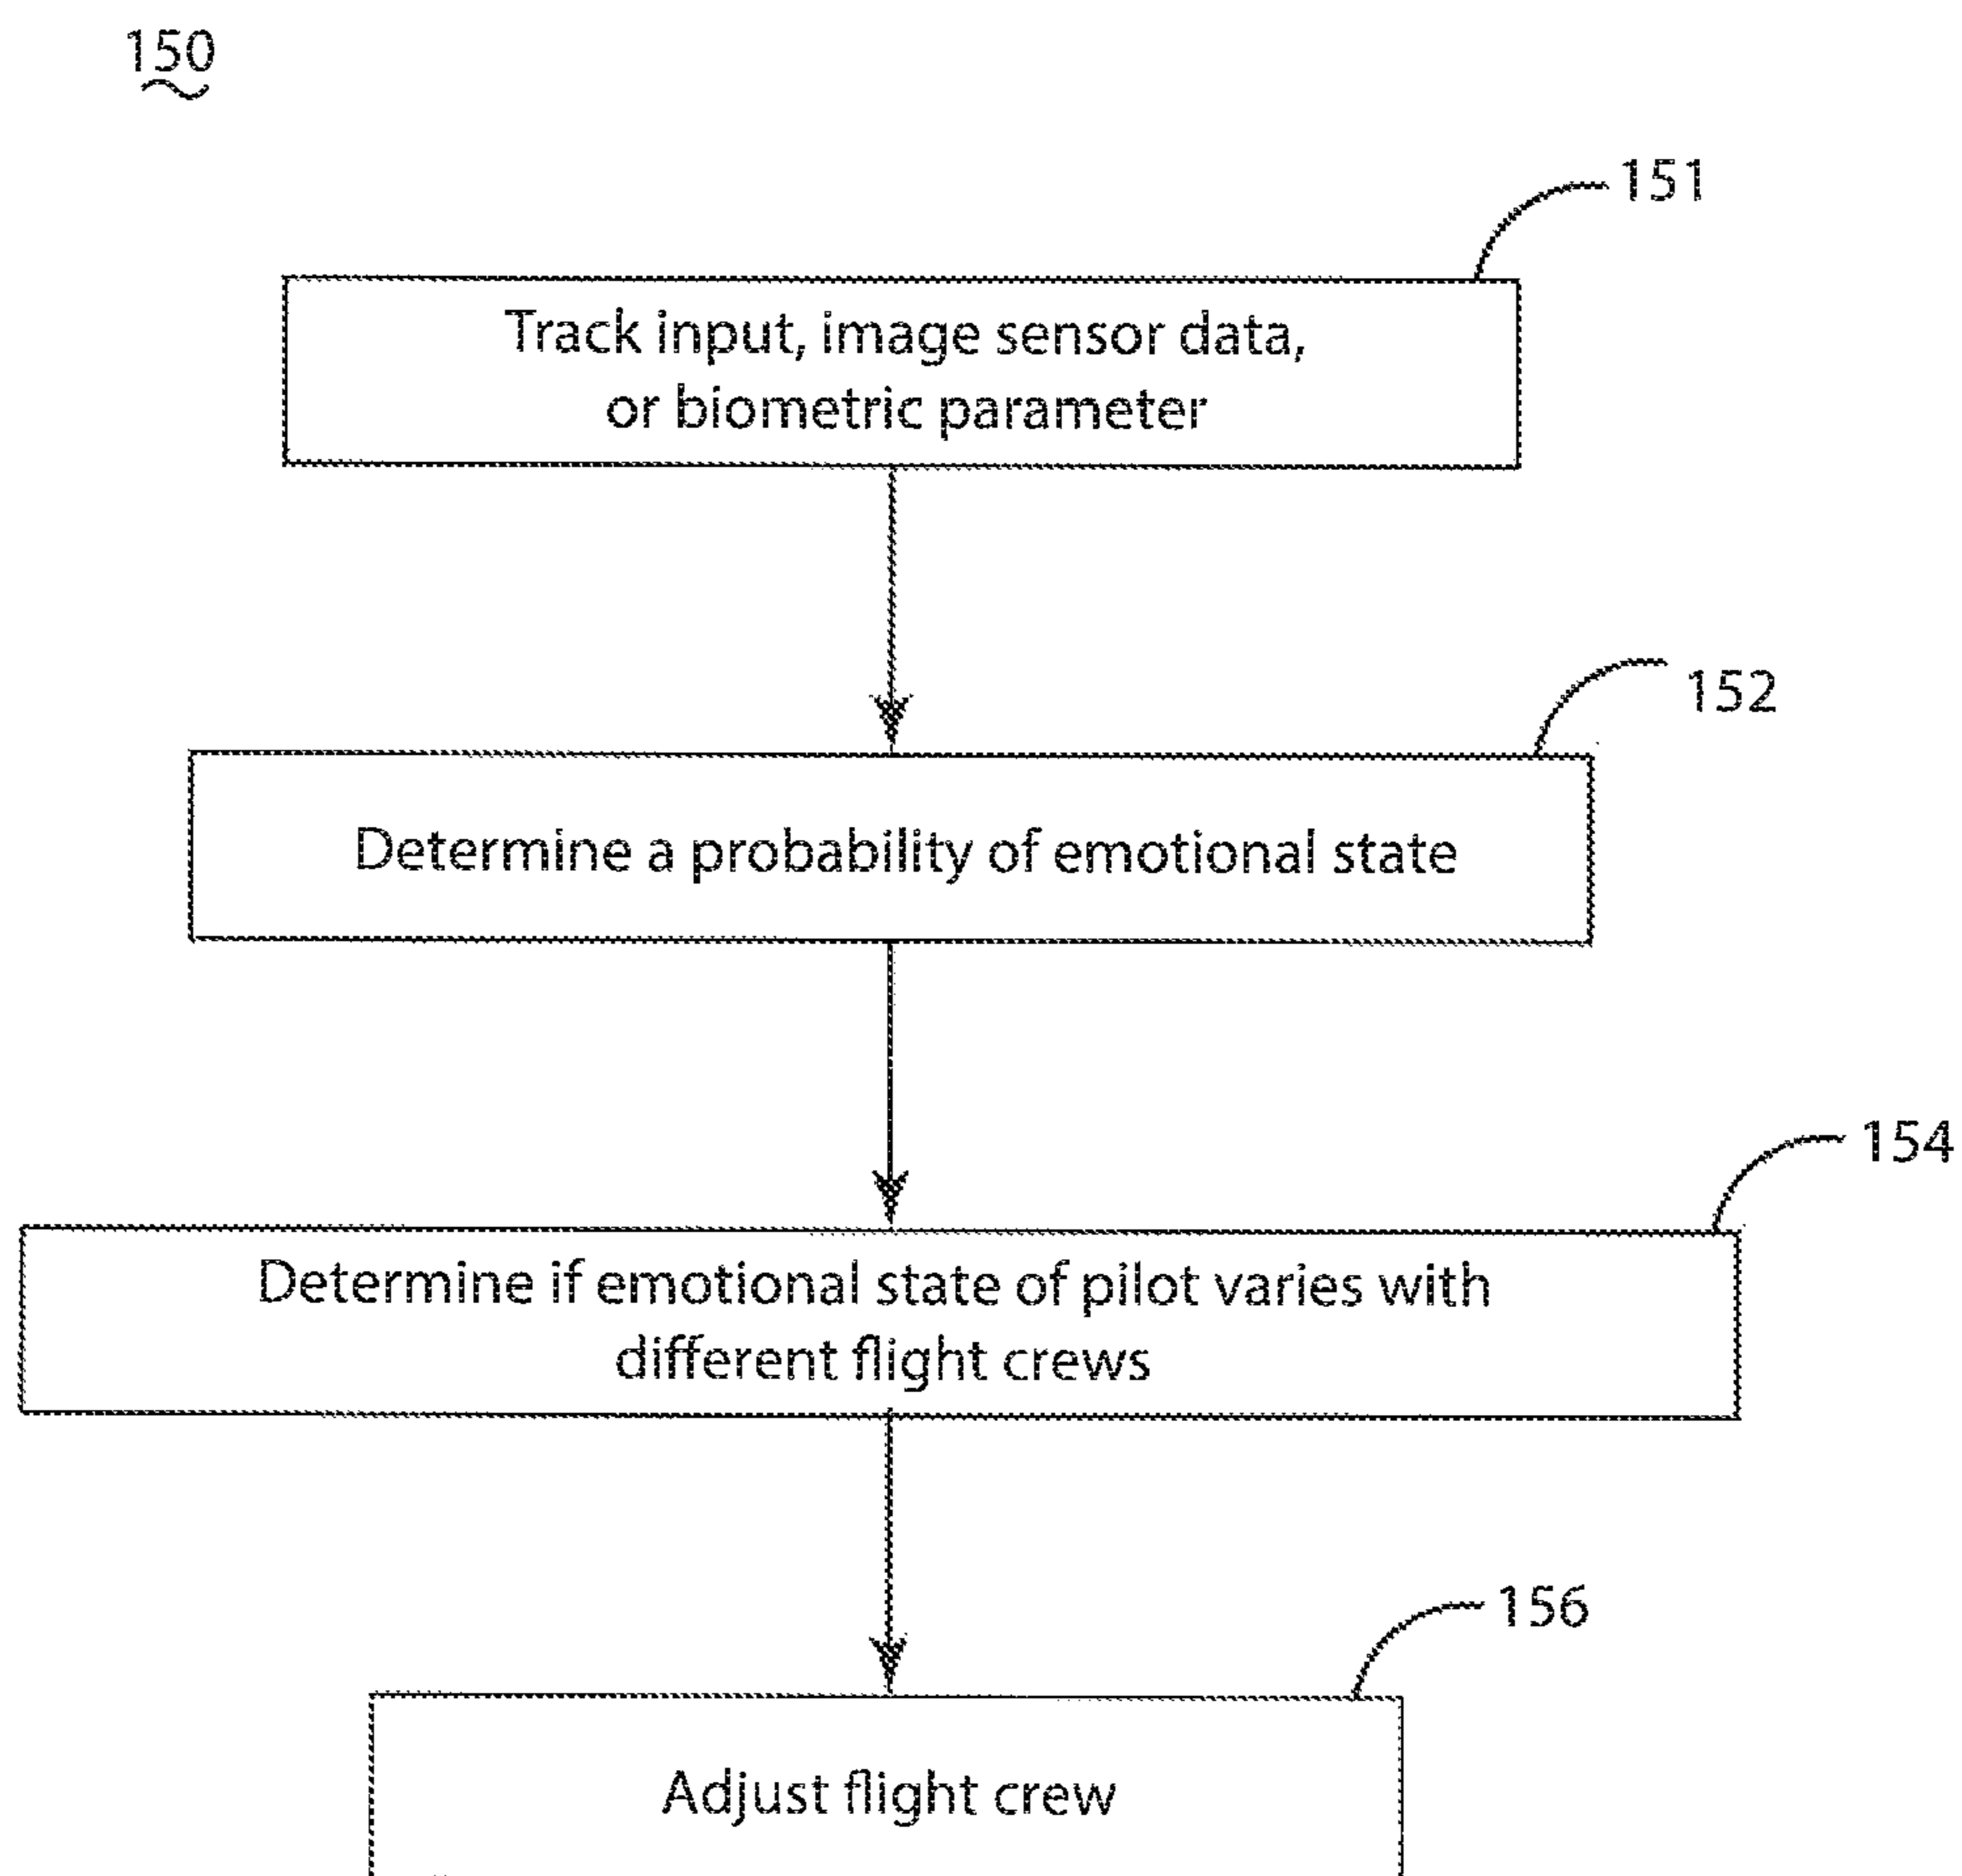 150
151
Track input, image sensor data,
or biometric parameter
152
Determine a probability of emotional state
154
Determine if emotional state of pilot varies with
different flight crews
156
Adjust flight crew